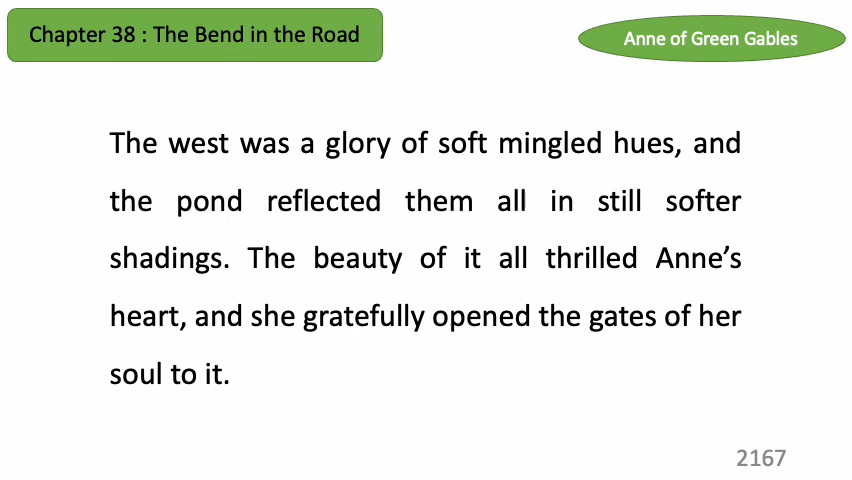 Chapter 38 : The Bend in the Road
Anne of Green Gables
The west was a glory of soft mingled hues, and
the pond reflected them all in still softer
shadings. The beauty of it all thrilled Anne’s
heart, and she gratefully opened the gates of her
soul to it.
2167